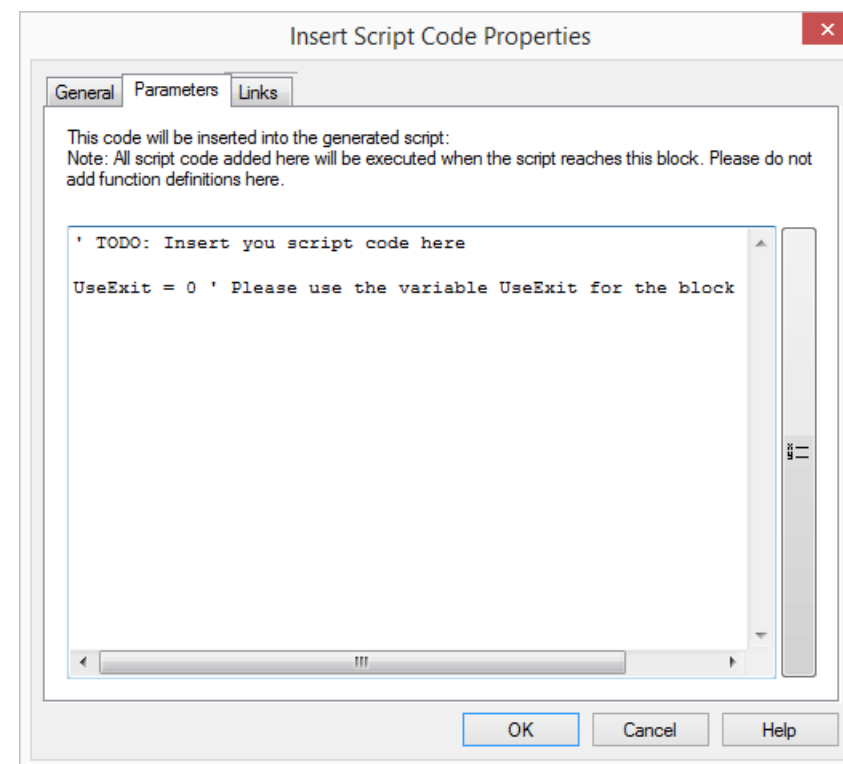 Insert Script Code Properties
General Parameters Links
This code will be inserted into the generated script:
Note: All script code added here will be executed when the script reaches this block. Please do not
add function definitions here.
' TODO: Insert you script code here
UseExit = 0 ' Please use the variable UseExit for the block
OK Cancel Help